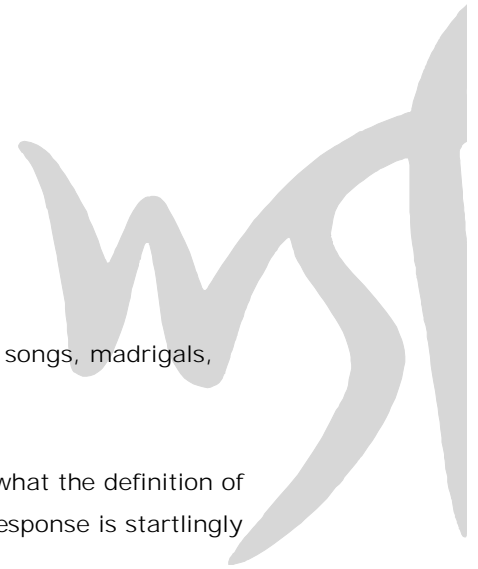 songs, madrigals,
what the definition of
esponse is startlingly